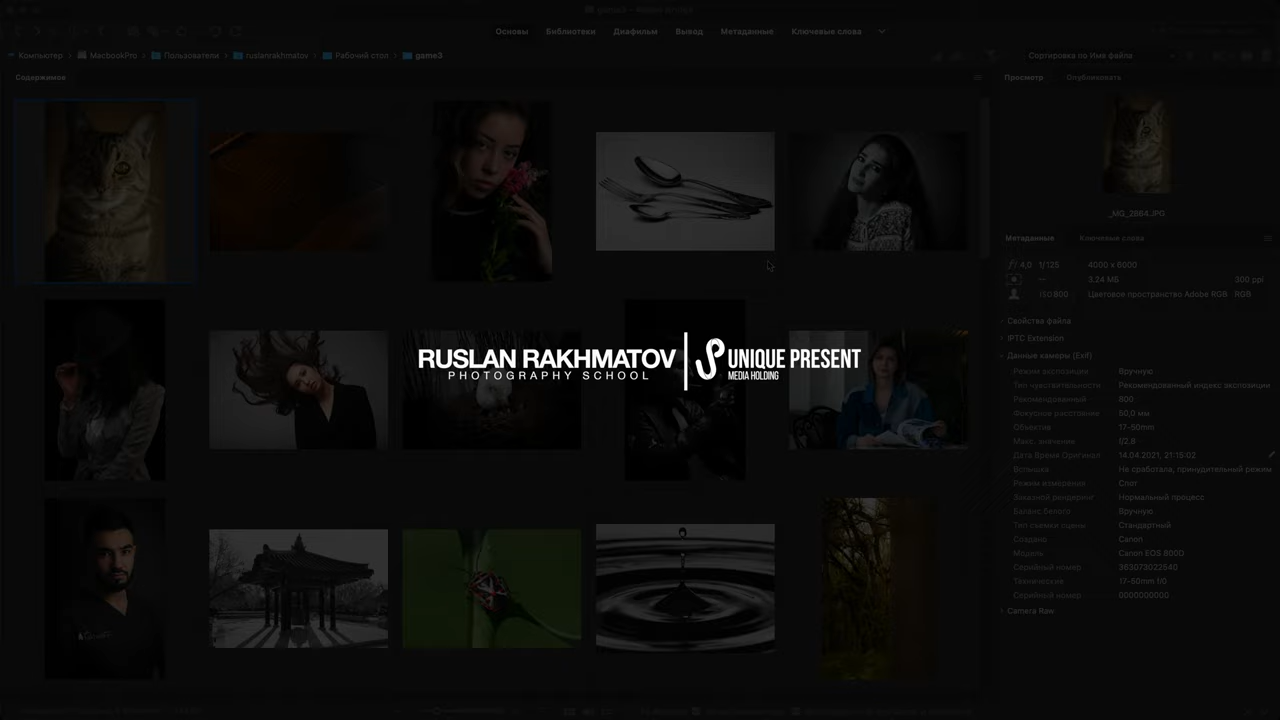 Основы Библиотеки Диафильм Вывод Метаданные Ключевые слова
Компьютер MacbookPro Пользователи ruslanrakhmatov Рабочий стол game3
Сортировка по Имя файла
Содержимое
Просмотр Опубликовать
_MG_2864.JPG
Метаданные Ключевые слова
f/ 4,0 1/125 4000 x 6000
-- 3,24 МБ 300 ppi
ISO 800 Цветовое пространство Adobe RGB RGB
Свойства файла
IPTC Extension
Данные камеры (Exif)
Режим экспозиции Вручную
Тип чувствительности Рекомендованный индекс экспозиции
Рекомендованный 800
Фокусное расстояние 50,0 мм
Объектив 17-50mm
Макс. значение f/2,8
Дата Время Оригинал 14.04.2021, 21:15:02
Вспышка Не сработала, принудительный режим
Режим измерения Спот
Заказной рендеринг Нормальный процесс
Баланс белого Вручную
Тип съемки сцены Стандартный
Создано Canon
Модель Canon EOS 800D
Серийный номер 363073022540
Технические 17-50mm f/0
Серийный номер 0000000000
Camera Raw
RUSLAN RAKHMATOV
PHOTOGRAPHY SCHOOL
UNIQUE PRESENT
MEDIA HOLDING